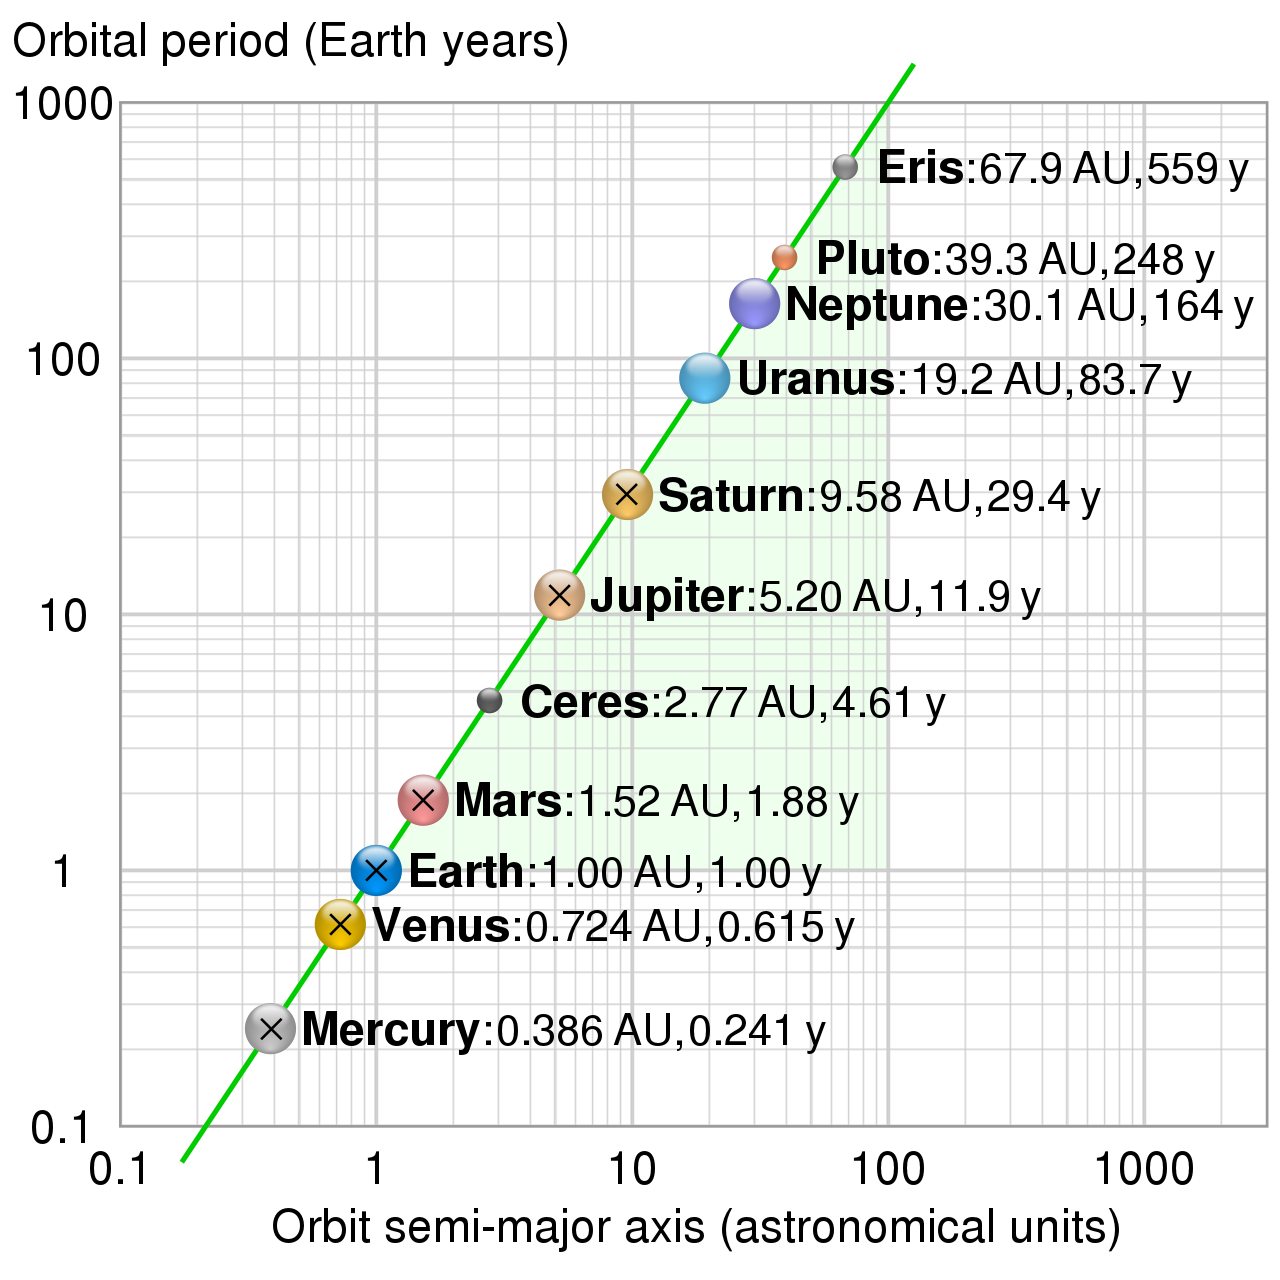 Orbital period (Earth years)
1000
Eris:67.9 AU,559 y
Pluto:39.3 AU,248 y
Neptune:30.1 AU,164 y
100
Uranus:19.2 AU,83.7 y
Saturn:9.58 AU,29.4 y
Jupiter:5.20 AU,11.9 y
10
Ceres:2.77 AU,4.61 y
Mars:1.52 AU,1.88 y
1
Earth:1.00 AU,1.00 y
Venus:0.724 AU,0.615 y
Mercury:0.386 AU,0.241 y
0.1
0.1 1 10 100 1000
Orbit semi-major axis (astronomical units)